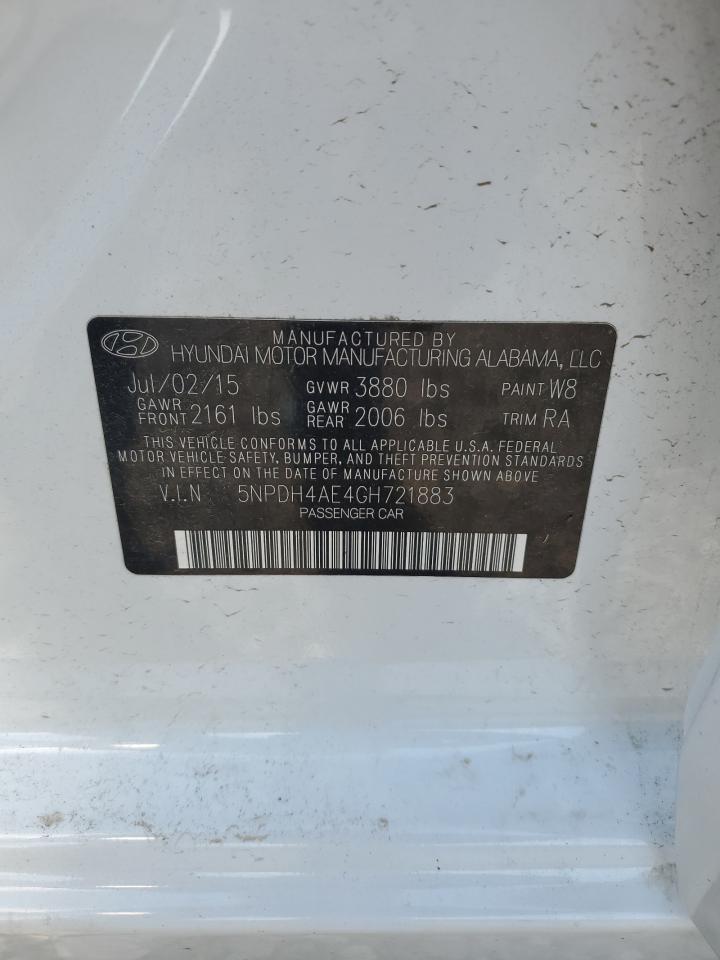 MANUFACTURED BY
HYUNDAI MOTOR MANUFACTURING ALABAMA, LLC
Jul/02/15 GVWR 3880 lbs PAINT W8
GAWR FRONT 2161 lbs GAWR REAR 2006 lbs TRIM RA
THIS VEHICLE CONFORMS TO ALL APPLICABLE U.S.A. FEDERAL
MOTOR VEHICLE SAFETY, BUMPER, AND THEFT PREVENTION STANDARDS
IN EFFECT ON THE DATE OF MANUFACTURE SHOWN ABOVE
V.I.N 5NPDH4AE4GH721883
PASSENGER CAR